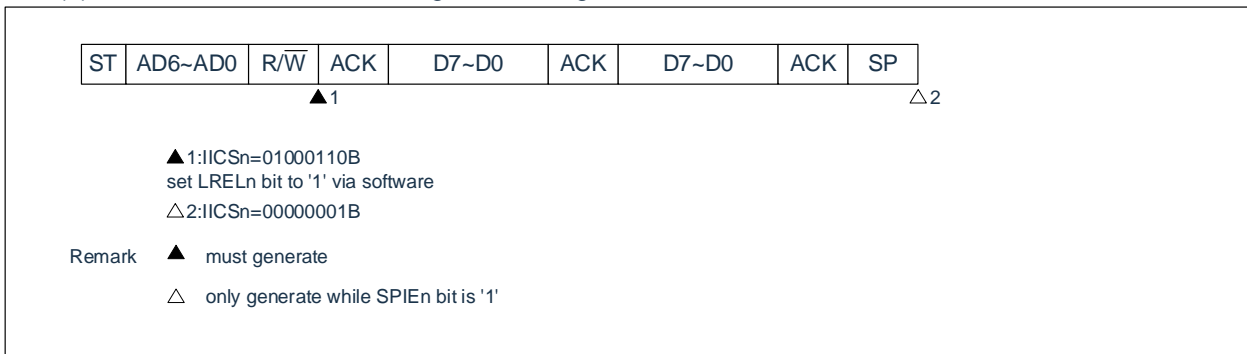 ST AD6~AD0 R/W̅ ACK D7~D0 ACK D7~D0 ACK SP
▲1 △2
▲1:IICSn=01000110B
set LRELn bit to '1' via software
△2:IICSn=00000001B
Remark ▲ must generate
△ only generate while SPIEn bit is '1'